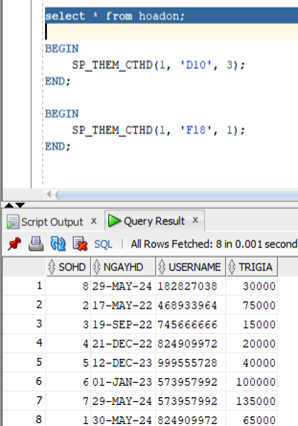 select * from hoadon;
BEGIN
SP_THEM_CTHD(1, 'D10', 3);
END;
BEGIN
SP_THEM_CTHD(1, 'F18', 1);
END;
Script Output x Query Result x
SQL | All Rows Fetched: 8 in 0.001 second
SOHD NGAYHD USERNAME TRIGIA
1 8 29-MAY-24 182827038 30000
2 2 17-MAY-22 468933964 75000
3 3 19-SEP-22 745666666 15000
4 4 21-DEC-22 824909972 20000
5 5 12-DEC-23 999555728 40000
6 6 01-JAN-23 573957992 100000
7 7 29-MAY-24 573957992 135000
8 1 30-MAY-24 824909972 65000